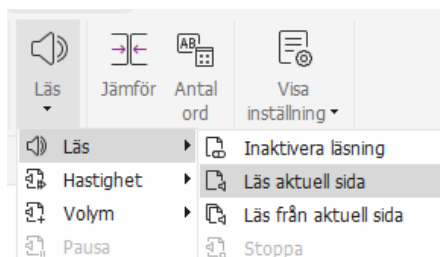 AB
Läs
Jämför
Antal
ord
Visa
inställning
Läs
Hastighet
Volym
Pausa
Inaktivera läsning
Läs aktuell sida
Läs från aktuell sida
Stoppa